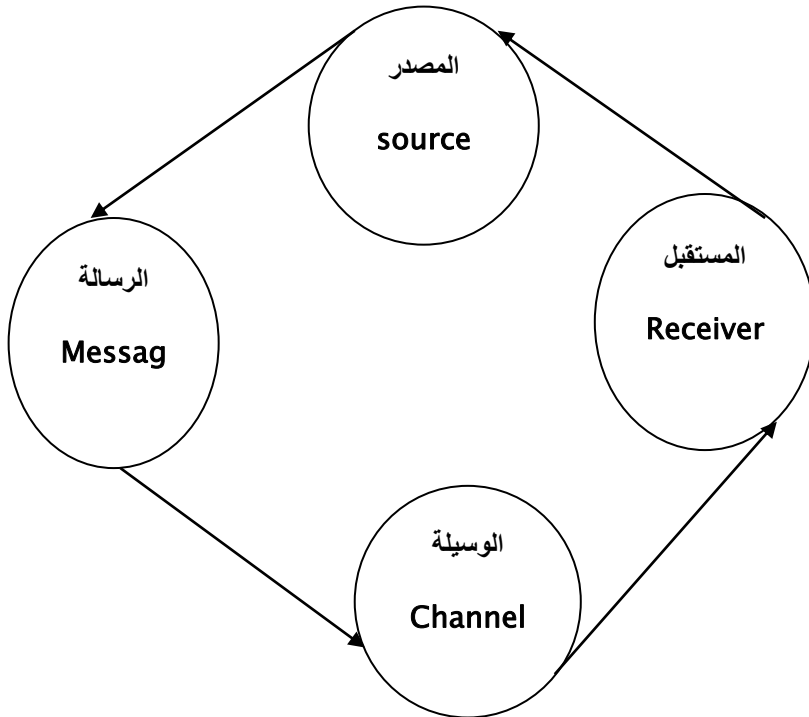 المصدر
source
المستقبل
Receiver
الرسالة
Messag
الوسيلة
Channel